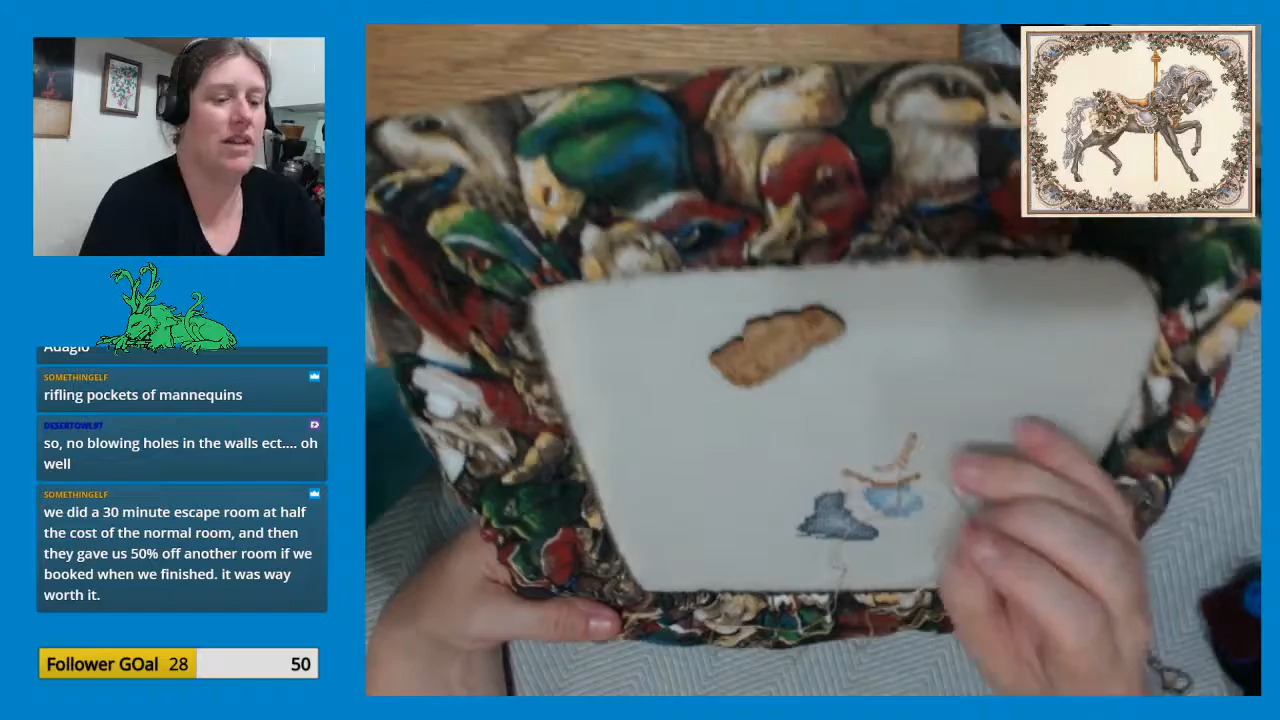 Adagio
SOMETHINGELF
rifling pockets of mannequins
DESERTOWL97
so, no blowing holes in the walls ect.... oh
well
SOMETHINGELF
we did a 30 minute escape room at half
the cost of the normal room, and then
they gave us 50% off another room if we
booked when we finished. it was way
worth it.
Follower GOal 28 50